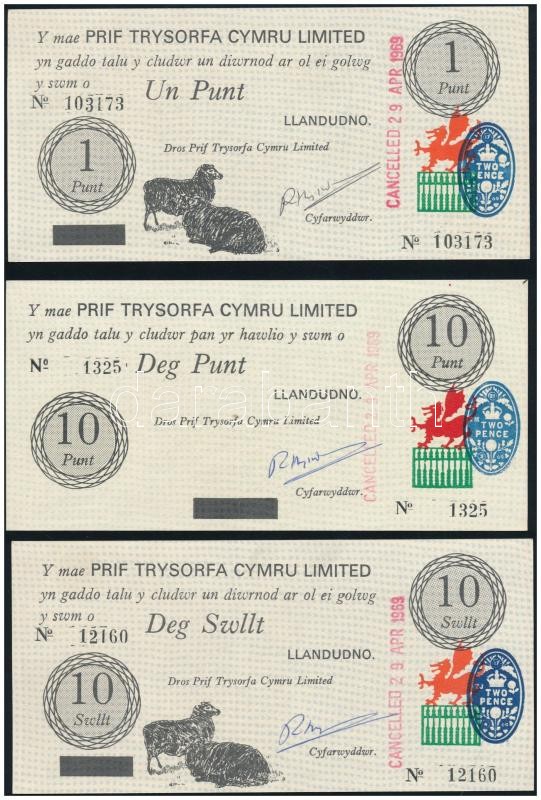 Y mae PRIF TRYSORFA CYMRU LIMITED
yn gaddo talu y cludwr un diwrnod ar ol ei golwg
y swm o
Nº 103173
Un Punt
LLANDUDNO.
Dros Prif Trysorfa Cymru Limited
1
Punt
Cyfarwyddwr.
CANCELLED 29 APR 1969
1
Punt
TWO
PENCE
Nº 103173
Y mae PRIF TRYSORFA CYMRU LIMITED
yn gaddo talu y cludwr pan yr hawlio y swm o
Nº 1325 Deg Punt
LLANDUDNO.
Dros Prif Trysorfa Cymru Limited
10
Punt
Cyfarwyddwr.
CANCELLED 29 APR 1969
10
Punt
TWO
PENCE
Nº 1325
Y mae PRIF TRYSORFA CYMRU LIMITED
yn gaddo talu y cludwr un diwrnod ar ol ei golwg
y swm o
Nº 12160
Deg Swllt
LLANDUDNO.
Dros Prif Trysorfa Cymru Limited
10
Swllt
Cyfarwyddwr.
CANCELLED 29 APR 1969
10
Swllt
TWO
PENCE
Nº 12160